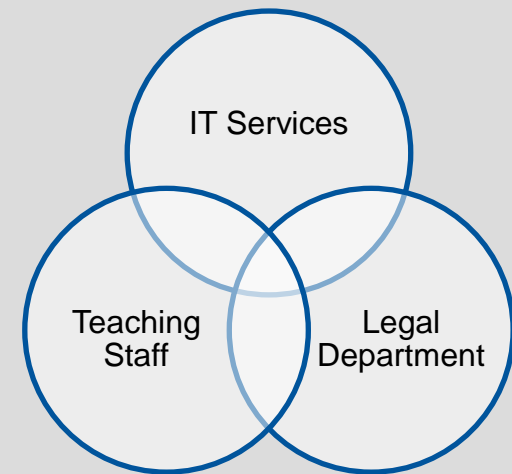 IT Services
Teaching
Staff
Legal
Department